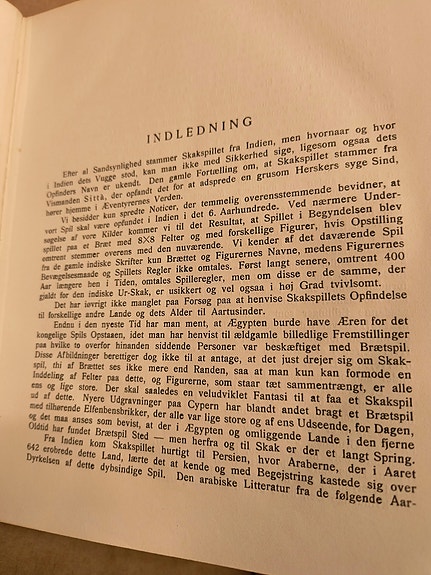 INDLEDNING
Efter al Sandsynlighed stammer Skakspillet fra Indien, men hvornaar og hvor
i Indien dets Vugge stod, kan man ikke med Sikkerhed sige, ligesom ogsaa dets
Opfinders Navn er ukendt. Den gamle Fortælling om, at Skakspillet stammer fra
Vismanden Sittâ, der opfandt det for at adsprede en grusom Herskers syge Sind,
hører hjemme i Æventyrernes Verden.
Vi besidder kun spredte Noticer, der temmelig overensstemmende bevidner, at
vort Spil skal være opfundet i Indien i det 6. Aarhundrede. Ved nærmere Under-
søgelse af vore Kilder kommer vi til det Resultat, at Spillet i Begyndelsen blev
spillet paa et Bræt med 8X8 Felter og med forskellige Figurer, hvis Opstilling
omtrent stemmer overens med den nuværende. Vi kender af det daværende Spil
fra de gamle indiske Skrifter kun Brættet og Figurernes Navne, medens Figurernes
Bevægelsesmaade og Spillets Regler ikke omtales. Først langt senere, omtrent 400
Aar længere hen i Tiden, omtales Spilleregler, men om disse er de samme, der
gjaldt for den indiske Ur-Skak, er usikkert og vel ogsaa i høj Grad tvivlsomt.
Det har iøvrigt ikke manglet paa Forsøg paa at henvise Skakspillets Opfindelse
til forskellige andre Lande og dets Alder til Aartusinder.
Endnu i den nyeste Tid har man ment, at Ægypten burde have Æren for det
kongelige Spils Opstaaen, idet man har henvist til ældgamle billedlige Fremstillinger
paa hvilke to overfor hinanden siddende Personer var beskæftiget med Brætspil.
Disse Afbildninger berettiger dog ikke til at antage, at det just drejer sig om Skak-
spil, thi af Brættet ses ikke mere end Randen, saa at man kun kan formode en
Inddeling af Felter paa dette, og Figurerne, som staar tæt sammentrængt, er alle
ens og lige store. Der skal saaledes en veludviklet Fantasi til at faa et Skakspil
ud af dette. Nyere Udgravninger paa Cypern har blandt andet bragt et Brætspil
med tilhørende Elfenbensbrikker, der alle var lige store og af ens Udseende, for Dagen,
og det maa anses som bevist, at der i Ægypten og omliggende Lande i den fjerne
Oldtid har fundet Brætspil Sted — men herfra og til Skak er der et langt Spring.
Fra Indien kom Skakspillet hurtigt til Persien, hvor Araberne, der i Aaret
642 erobrede dette Land, lærte det at kende og med Begejstring kastede sig over
Dyrkelsen af dette dybsindige Spil. Den arabiske Litteratur fra de følgende Aar-